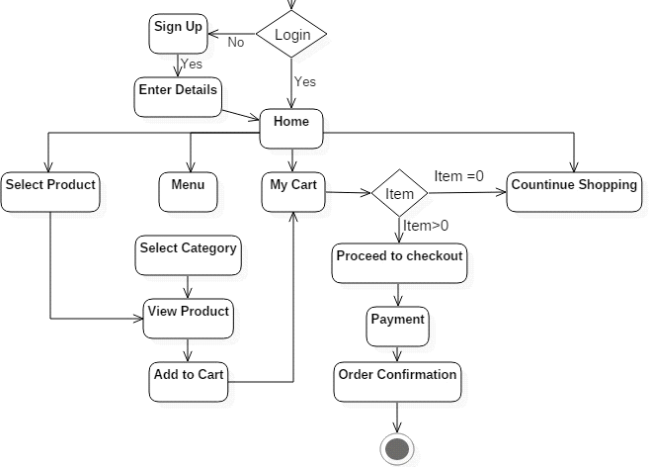 Sign Up
No
Login
Yes
Yes
Enter Details
Home
Select Product
Menu
My Cart
Item
Item =0
Countinue Shopping
Item>0
Select Category
Proceed to checkout
View Product
Payment
Add to Cart
Order Confirmation